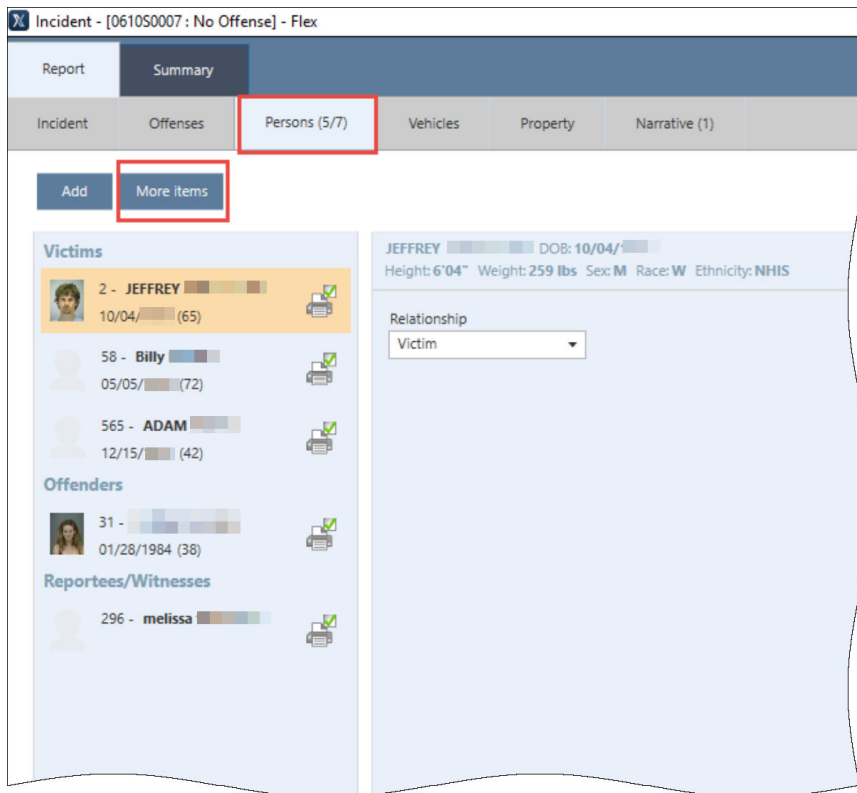 Incident - [0610S0007 : No Offense] - Flex
Report Summary
Incident Offenses Persons (5/7) Vehicles Property Narrative (1)
Add More items
Victims
2 - JEFFREY
10/04/ (65)
58 - Billy
05/05/ (72)
565 - ADAM
12/15/ (42)
Offenders
31 -
01/28/1984 (38)
Reportees/Witnesses
296 - melissa
JEFFREY DOB: 10/04/
Height: 6'04" Weight: 259 lbs Sex: M Race: W Ethnicity: NHIS
Relationship
Victim